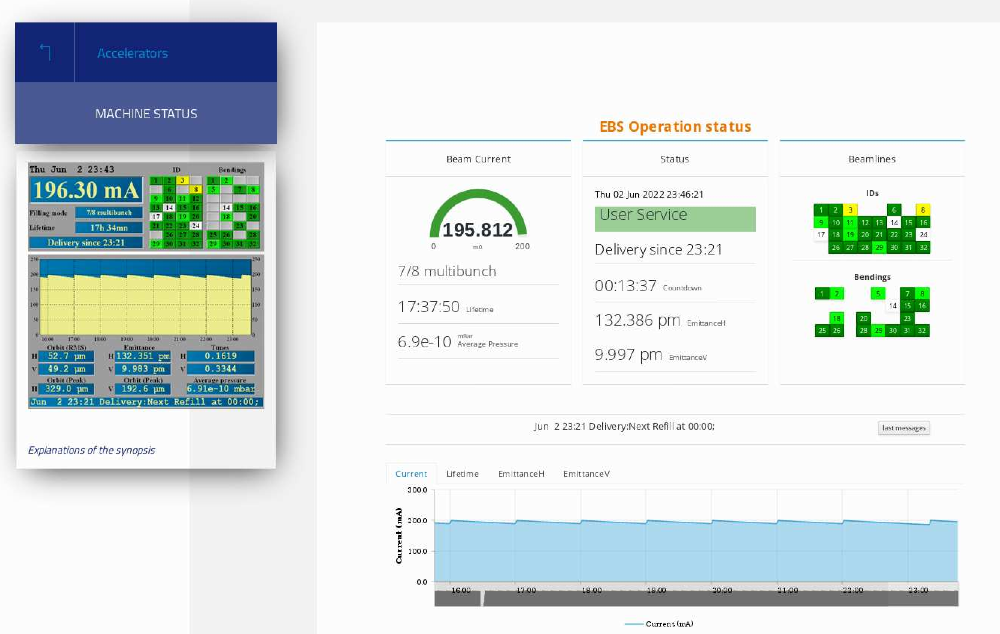 Accelerators
MACHINE STATUS
Thu Jun 2 23:43
ID
Bendings
196.30 mA
1 2 3
1 2
6 8
5 7 8
9 10 11 12
13 14 15 16
14 15 16
17 18 19 20
18 20
21 22 23 24
23
26 27 28
25 26 28
29 30 31 32
29 30 31 32
Filling mode 7/8 multibunch
Lifetime 17h 34mn
Delivery since 23:21
250 250
200 200
150 150
100 100
50 50
0 0
16:00 17:00 18:00 19:00 20:00 21:00 22:00 23:00
Orbit (RMS) Emittance Tunes
H 52.7 µm H 132.351 pm H 0.1619
V 49.2 µm V 9.983 pm V 0.3344
Orbit (Peak) Orbit (Peak) Average pressure
H 329.0 µm V 192.6 µm 6.91e-10 mbar
Jun 2 23:21 Delivery:Next Refill at 00:00;
Explanations of the synopsis
EBS Operation status
Beam Current
195.812
0 mA 200
7/8 multibunch
17:37:50 Lifetime
6.9e-10 mBar
Average Pressure
Status
Thu 02 Jun 2022 23:46:21
User Service
Delivery since 23:21
00:13:37 Countdown
132.386 pm EmittanceH
9.997 pm EmittanceV
Beamlines
IDs
1 2 3 6 8
9 10 11 12 13 14 15 16
17 18 19 20 21 22 23 24
26 27 28 29 30 31 32
Bendings
1 2 5 7 8
14 15 16
18 20 23
25 26 28 29 30 31 32
Jun 2 23:21 Delivery:Next Refill at 00:00;
last messages
Current Lifetime EmittanceH EmittanceV
Current (mA)
300.0
200.0
100.0
0.0
16:00 17:00 18:00 19:00 20:00 21:00 22:00 23:00
Current (mA)